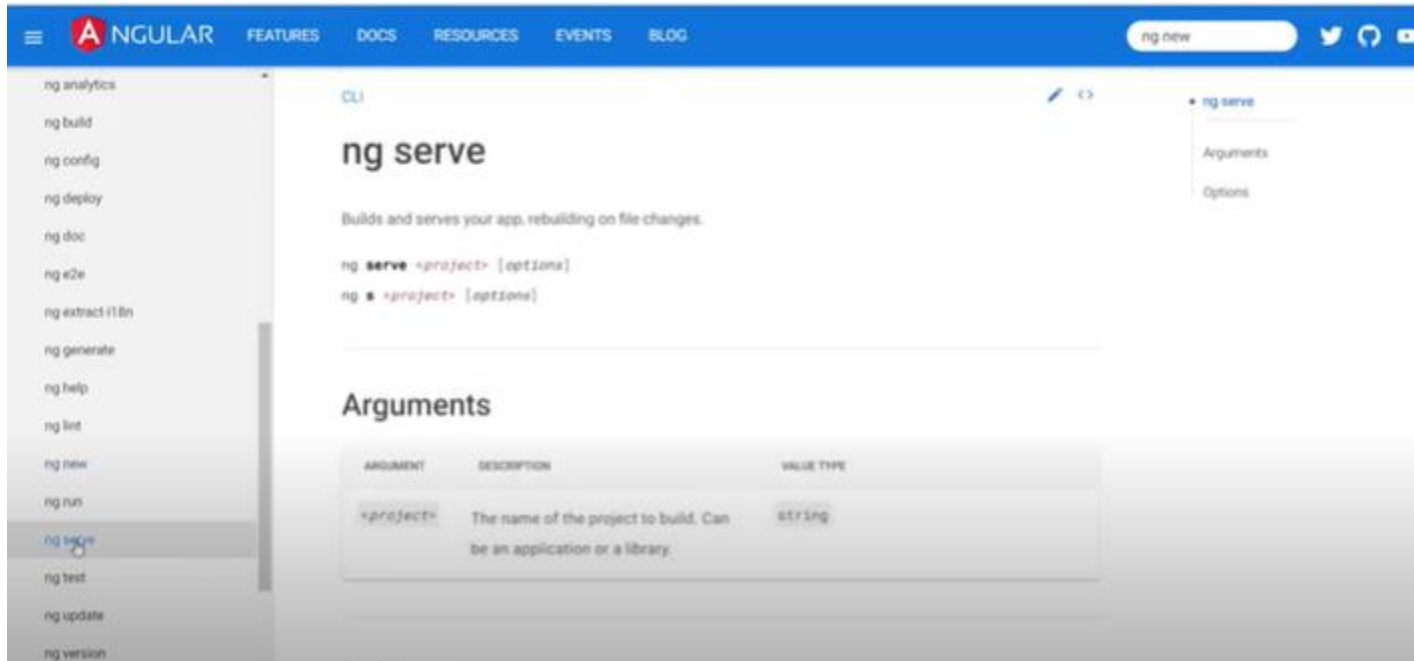 ANGULAR FEATURES DOCS RESOURCES EVENTS BLOG ng new
ng analytics
ng build
ng config
ng deploy
ng doc
ng e2e
ng extract i18n
ng generate
ng help
ng lint
ng new
ng run
ng serve
ng test
ng update
ng version
CLI
ng serve
Builds and serves your app, rebuilding on file changes.
ng serve <project> [options]
ng s <project> [options]
Arguments
ARGUMENT DESCRIPTION VALUE TYPE
<project> The name of the project to build. Can string
be an application or a library.
ng serve
Arguments
Options